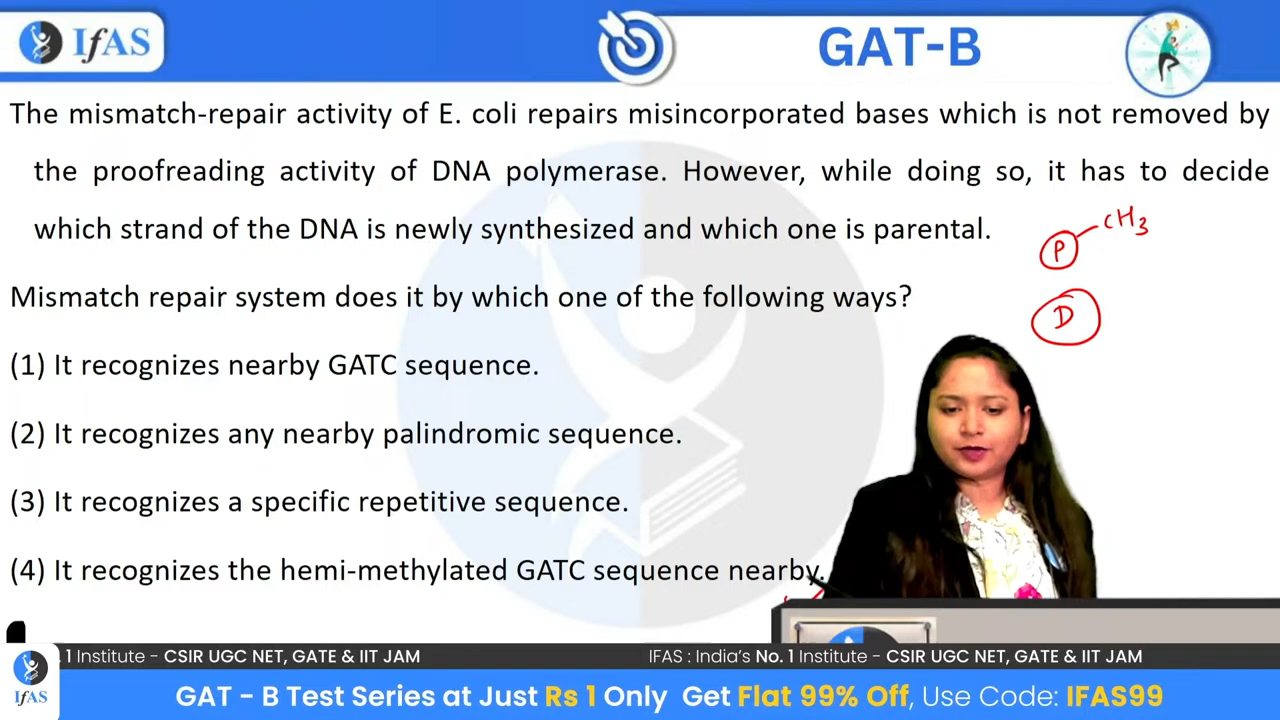 IfAS
GAT-B
The mismatch-repair activity of E. coli repairs misincorporated bases which is not removed by
the proofreading activity of DNA polymerase. However, while doing so, it has to decide
which strand of the DNA is newly synthesized and which one is parental.
P CH3
D
Mismatch repair system does it by which one of the following ways?
(1) It recognizes nearby GATC sequence.
(2) It recognizes any nearby palindromic sequence.
(3) It recognizes a specific repetitive sequence.
(4) It recognizes the hemi-methylated GATC sequence nearby.
. 1 Institute - CSIR UGC NET, GATE & IIT JAM
IFAS : India's No. 1 Institute - CSIR UGC NET, GATE & IIT JAM
IfAS
GAT - B Test Series at Just Rs 1 Only Get Flat 99% Off, Use Code: IFAS99